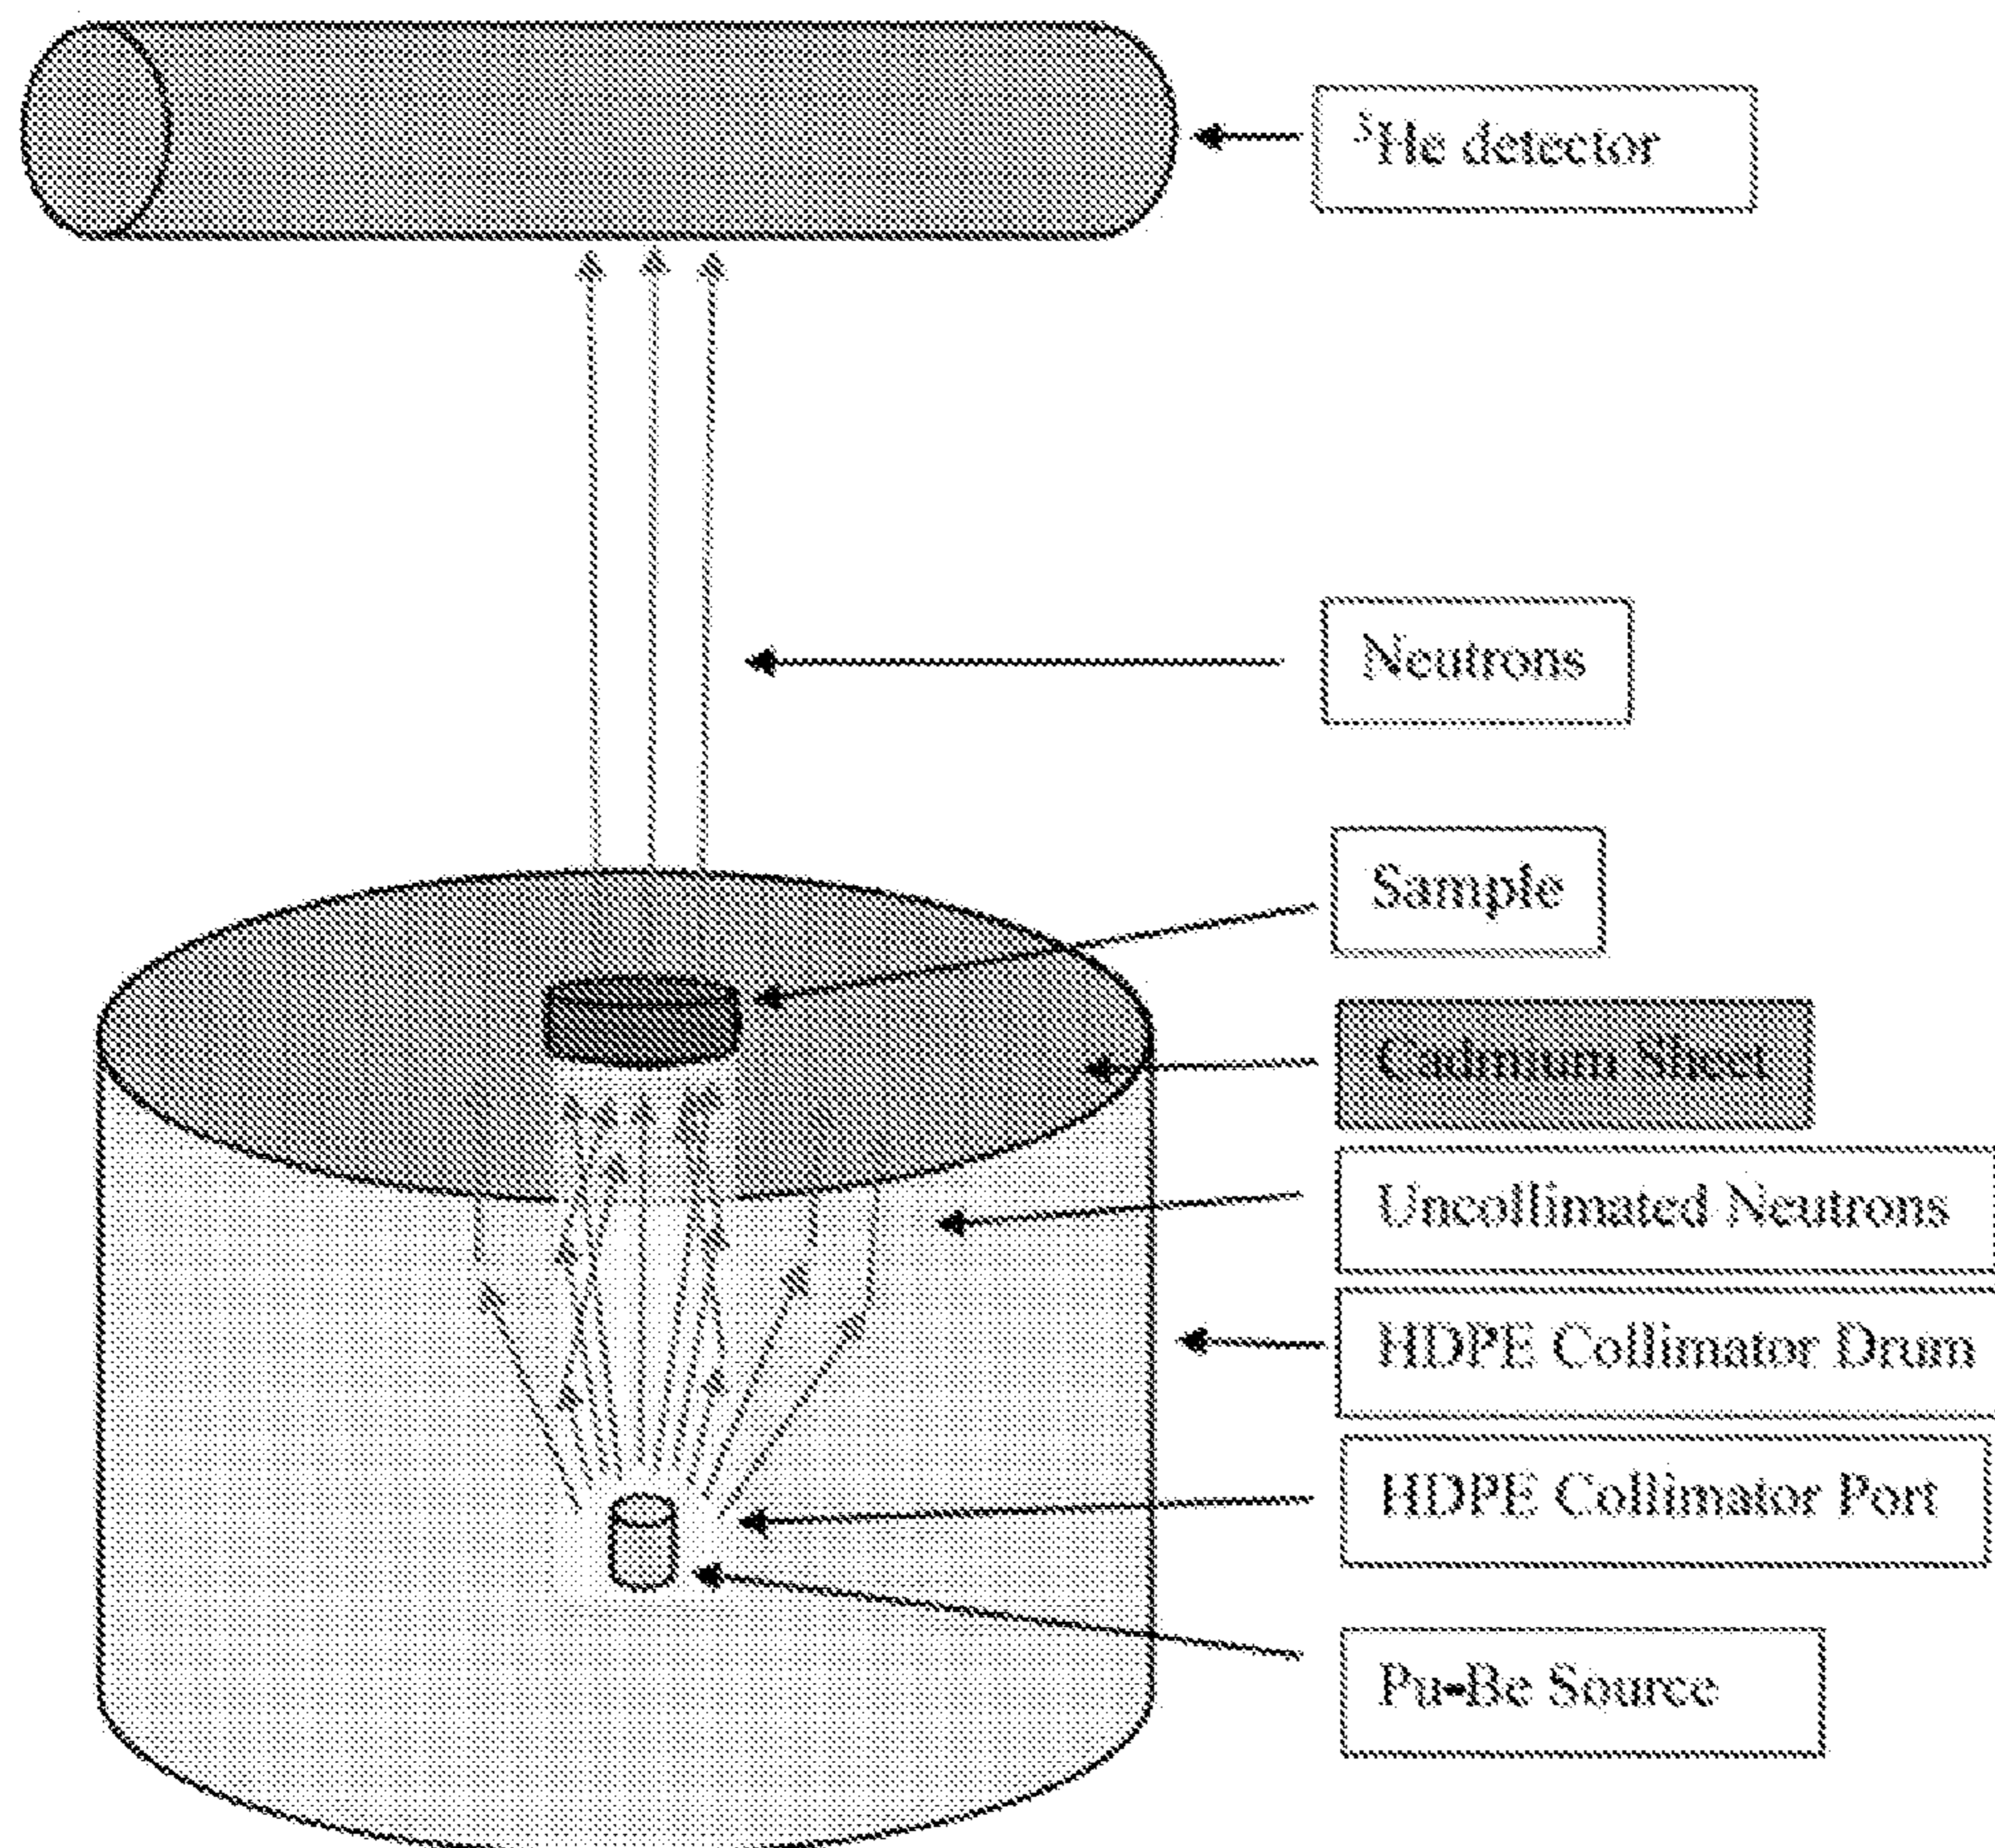 ³He detector
Neutrons
Sample
Cadmium Sheet
Uncollimated Neutrons
HDPE Collimator Drum
HDPE Collimator Port
Pu-Be Source